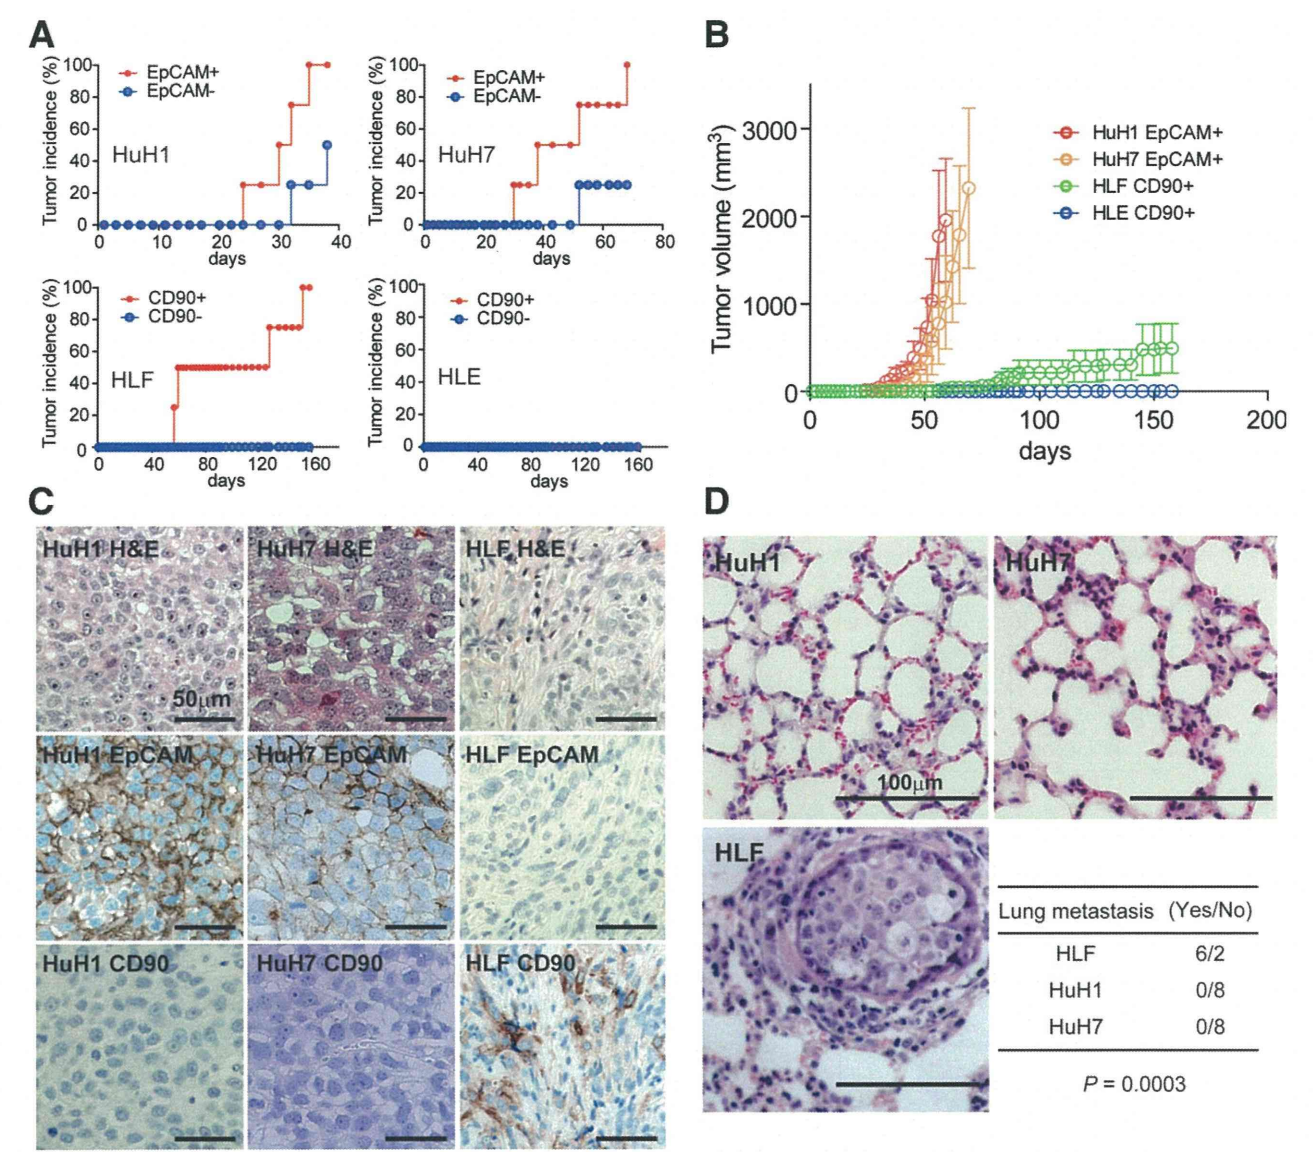 A
Tumor incidence (%)
100
80
60
40
20
0
EpCAM+
EpCAM-
HuH1
0 10 20 30 40
days
Tumor incidence (%)
100
80
60
40
20
0
EpCAM+
EpCAM-
HuH7
0 20 40 60 80
days
Tumor incidence (%)
100
80
60
40
20
0
CD90+
CD90-
HLF
0 40 80 120 160
days
Tumor incidence (%)
100
80
60
40
20
0
CD90+
CD90-
HLE
0 40 80 120 160
days
B
Tumor volume (mm³)
3000
2000
1000
0
HuH1 EpCAM+
HuH7 EpCAM+
HLF CD90+
HLE CD90+
0 50 100 150 200
days
C
HuH1 H&E
50μm
HuH7 H&E
HLF H&E
HuH1 EpCAM
HuH7 EpCAM
HLF EpCAM
HuH1 CD90
HuH7 CD90
HLF CD90
D
HuH1
100μm
HuH7
HLF
Lung metastasis (Yes/No)
HLF 6/2
HuH1 0/8
HuH7 0/8
P = 0.0003